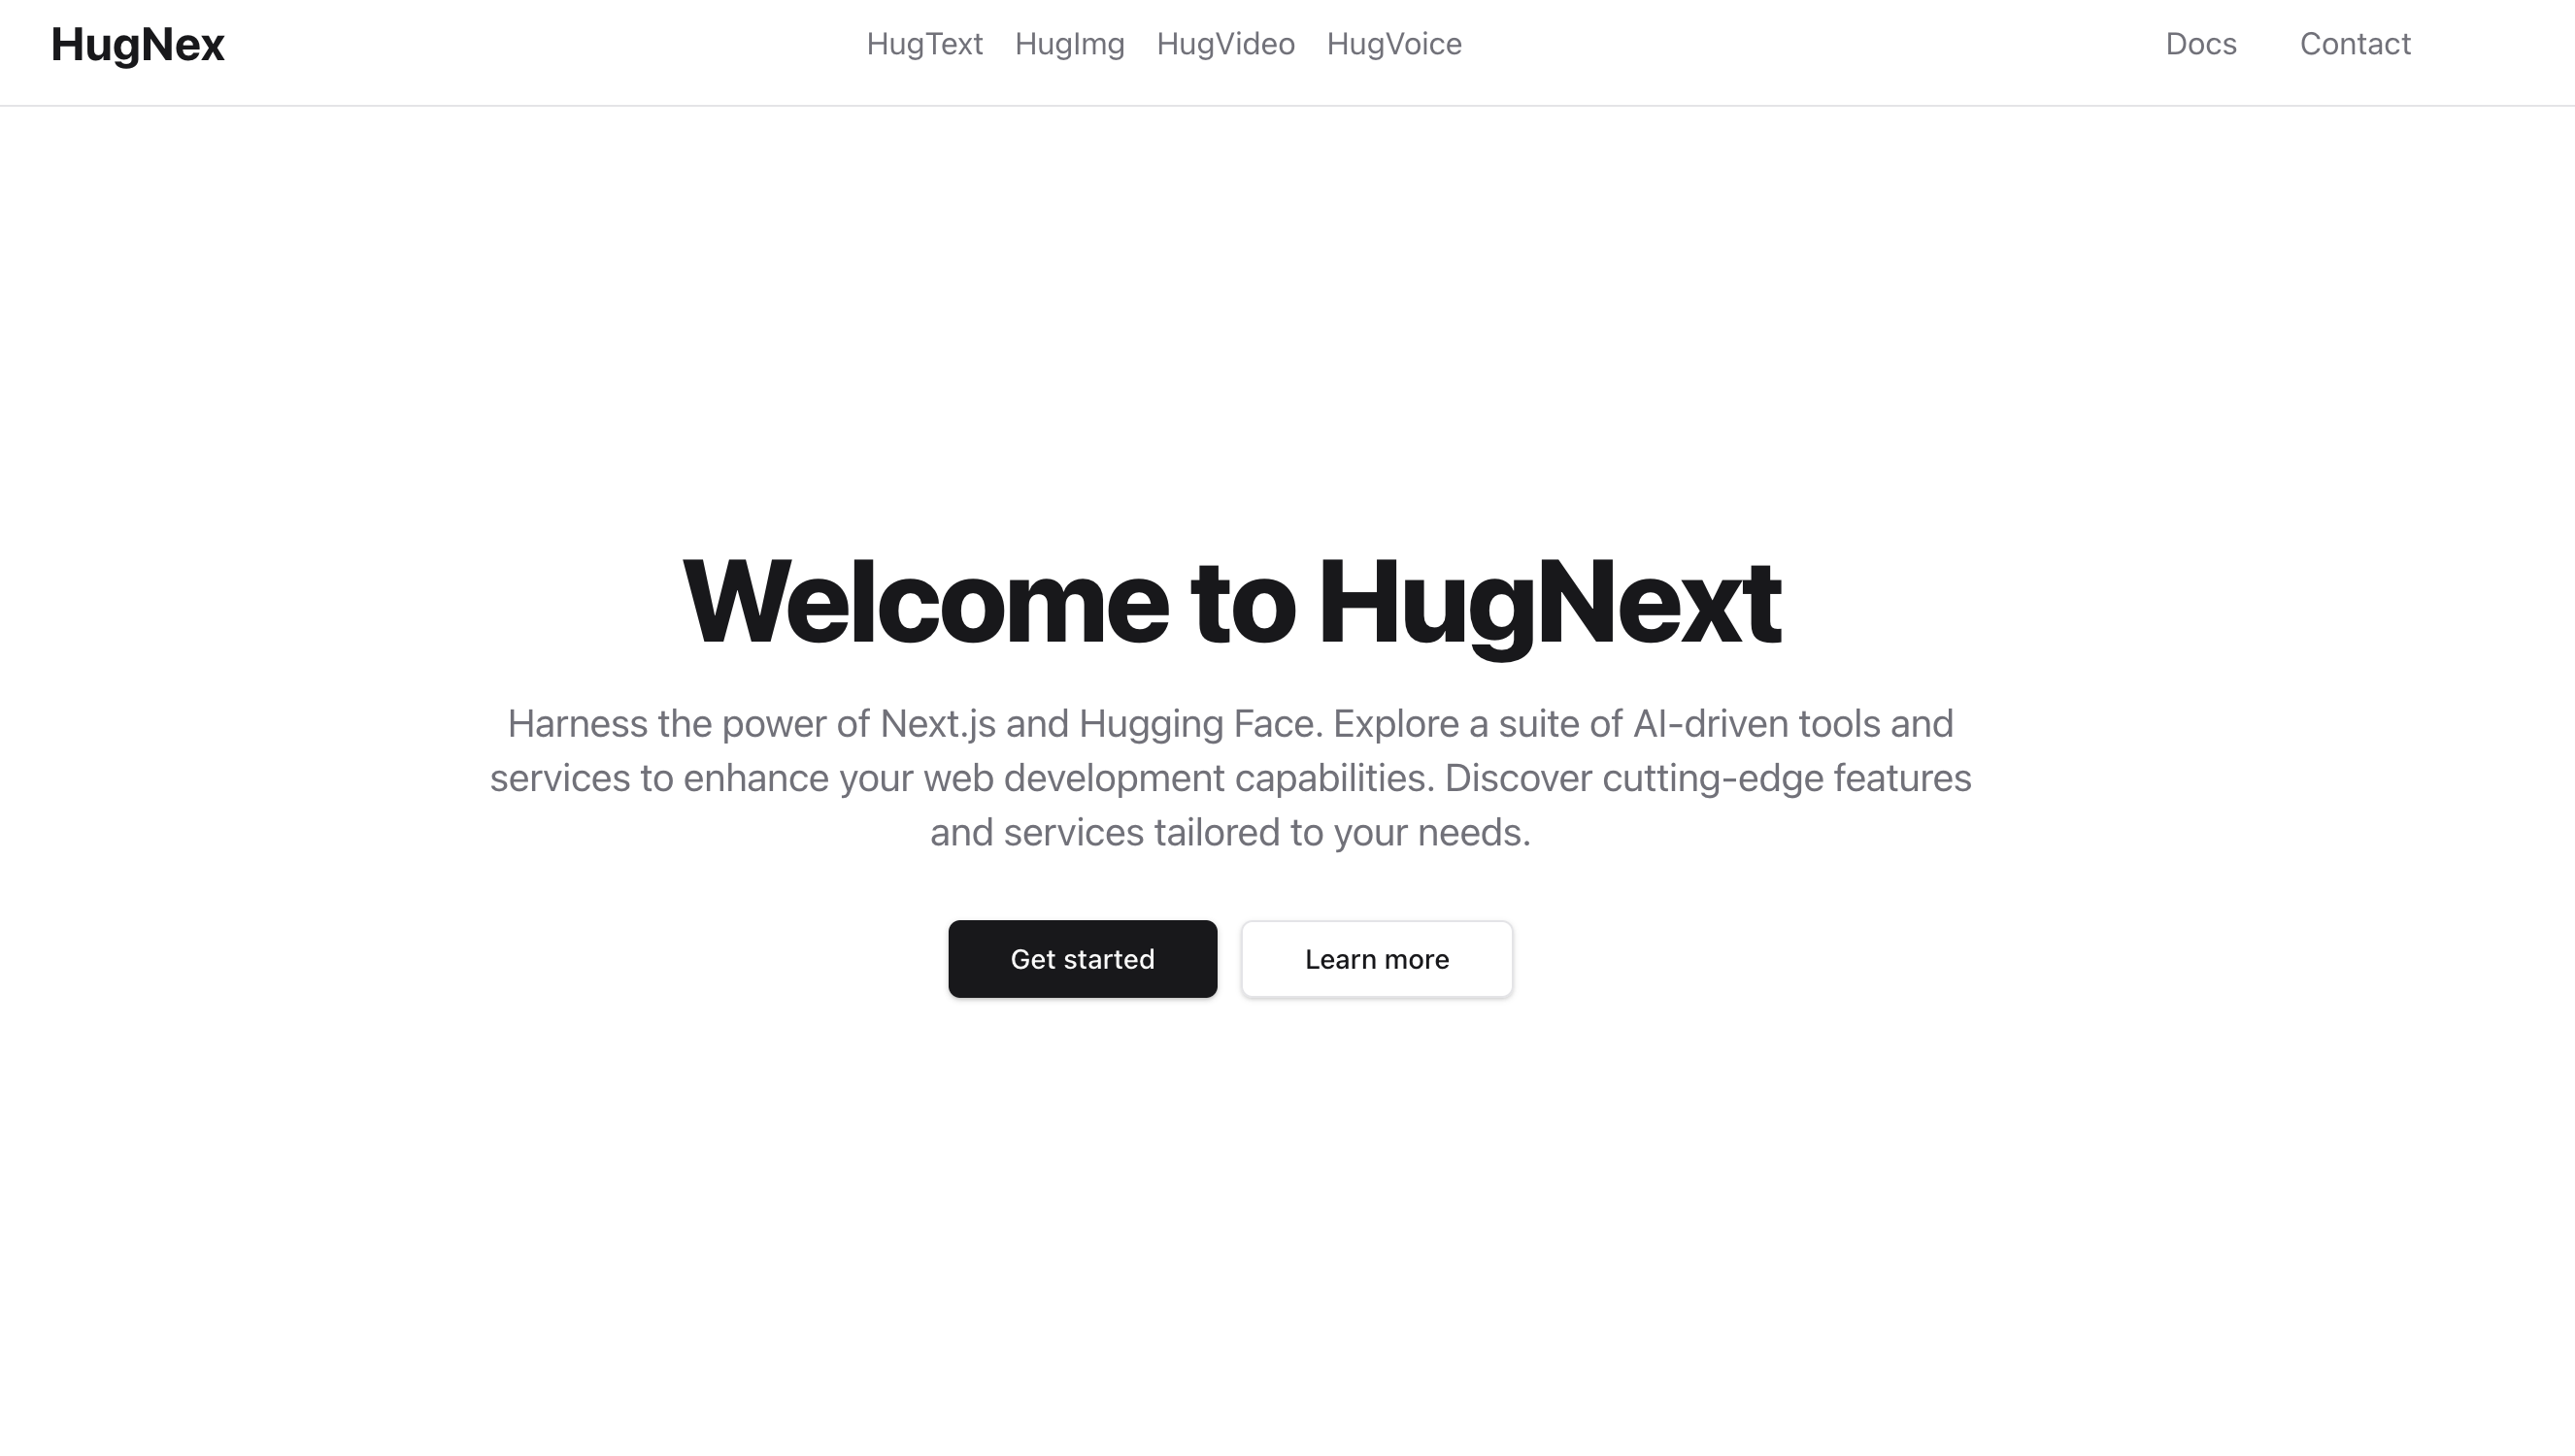 HugNex
HugText HugImg HugVideo HugVoice
Docs Contact
Welcome to HugNext
Harness the power of Next.js and Hugging Face. Explore a suite of AI-driven tools and
services to enhance your web development capabilities. Discover cutting-edge features
and services tailored to your needs.
Get started
Learn more